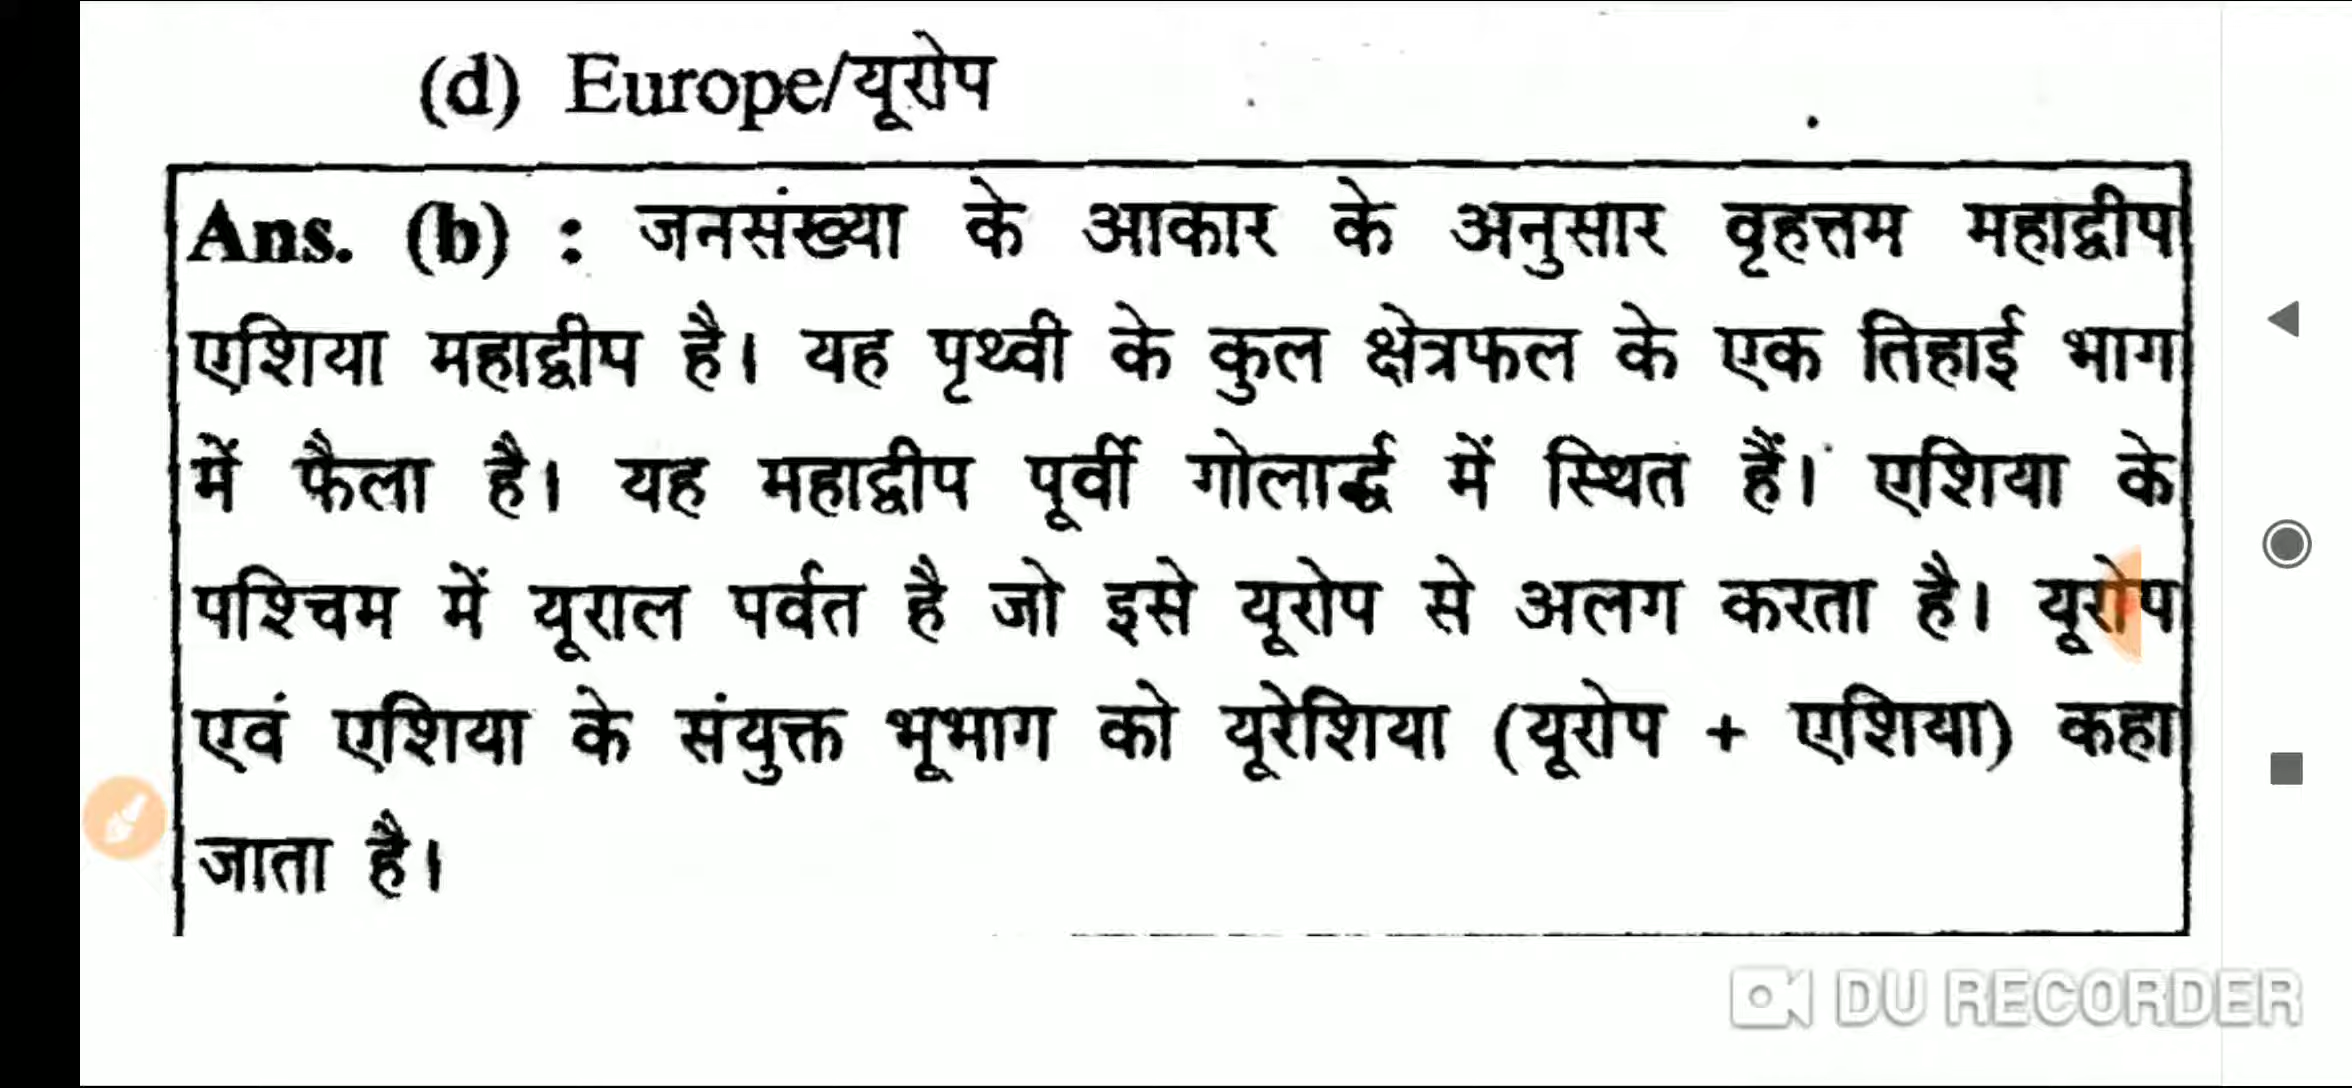 (d) Europe/यूरोप
Ans. (b) : जनसंख्या के आकार के अनुसार वृहत्तम महाद्वीप
एशिया महाद्वीप है। यह पृथ्वी के कुल क्षेत्रफल के एक तिहाई भाग
में फैला है। यह महाद्वीप पूर्वी गोलार्द्ध में स्थित हैं। एशिया के
पश्चिम में यूराल पर्वत है जो इसे यूरोप से अलग करता है। यूरोप
एवं एशिया के संयुक्त भूभाग को यूरेशिया (यूरोप + एशिया) कहा
जाता है।
DU RECORDER